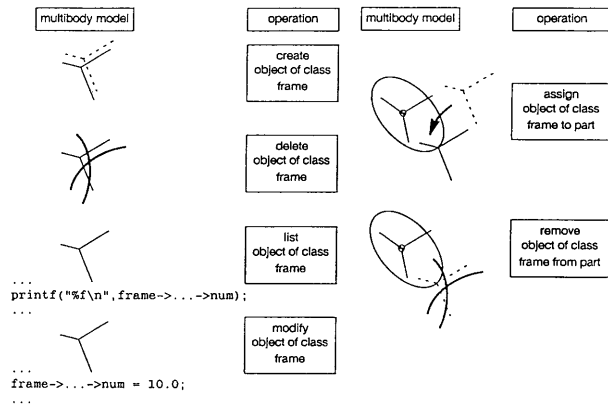 multibody model
operation
create
object of class
frame
delete
object of class
frame
list
object of class
frame
...
printf("%f\n",frame->...->num);
...
modify
object of class
frame
...
frame->...->num = 10.0;
...
multibody model
operation
assign
object of class
frame to part
remove
object of class
frame from part